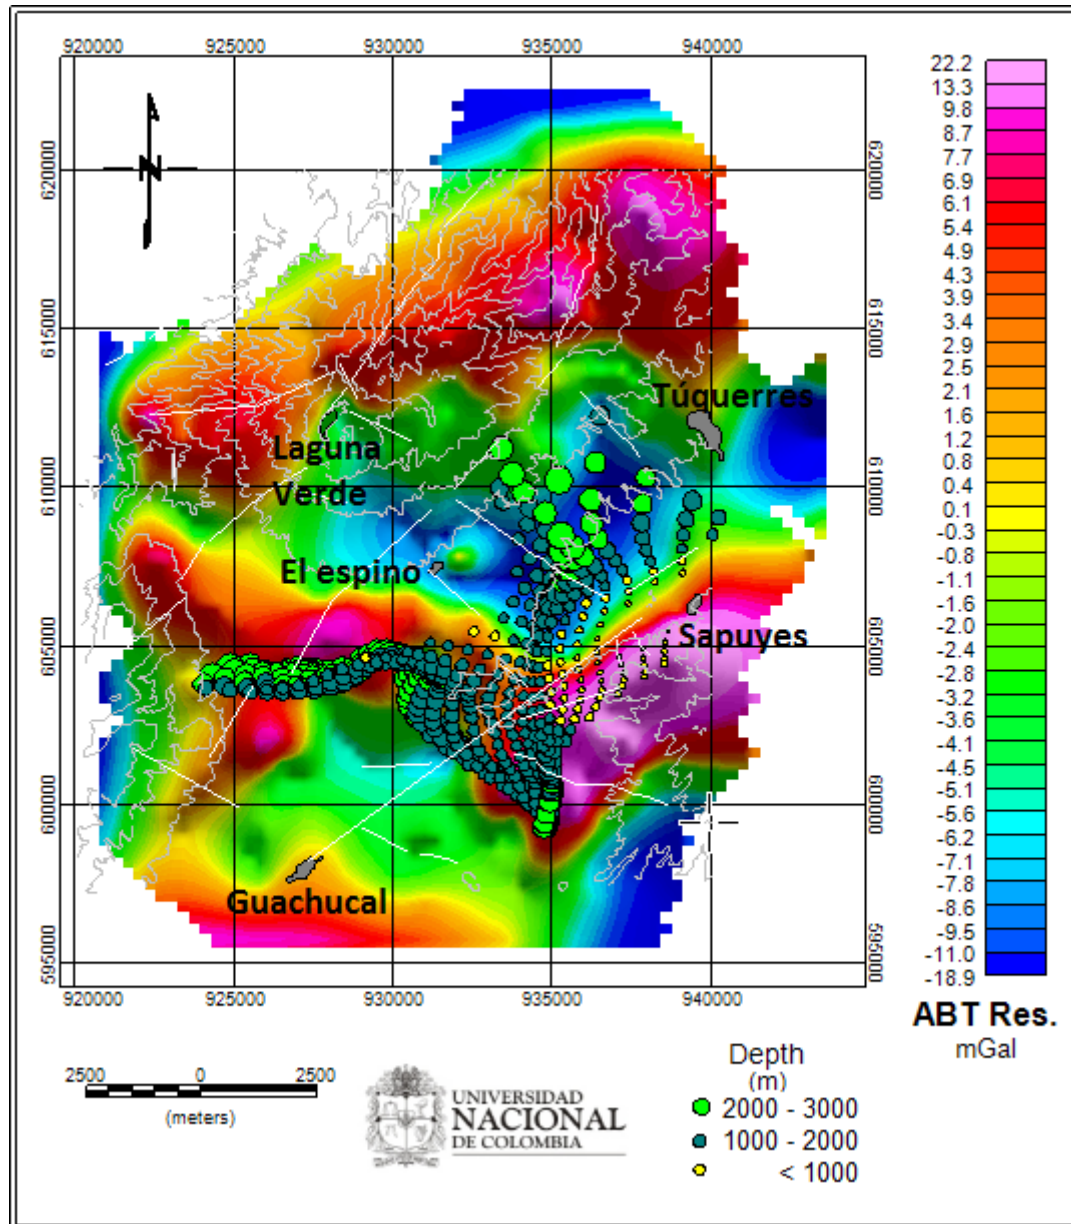 920000 925000 930000 935000 940000
N
620000 620000
615000 615000
610000 610000
605000 605000
600000 600000
595000 595000
Túquerres
Laguna
Verde
El espino
Sapuyes
Guachucal
920000 925000 930000 935000 940000
22.2
13.3
9.8
8.7
7.7
6.9
6.1
5.4
4.9
4.3
3.9
3.4
2.9
2.5
2.1
1.6
1.2
0.8
0.4
0.1
-0.3
-0.8
-1.1
-1.6
-2.0
-2.4
-2.8
-3.2
-3.6
-4.1
-4.5
-5.1
-5.6
-6.2
-7.1
-7.8
-8.6
-9.5
-11.0
-18.9
ABT Res.
mGal
2500 0 2500
(meters)
UNIVERSIDAD
NACIONAL
DE COLOMBIA
Depth
(m)
2000 - 3000
1000 - 2000
< 1000